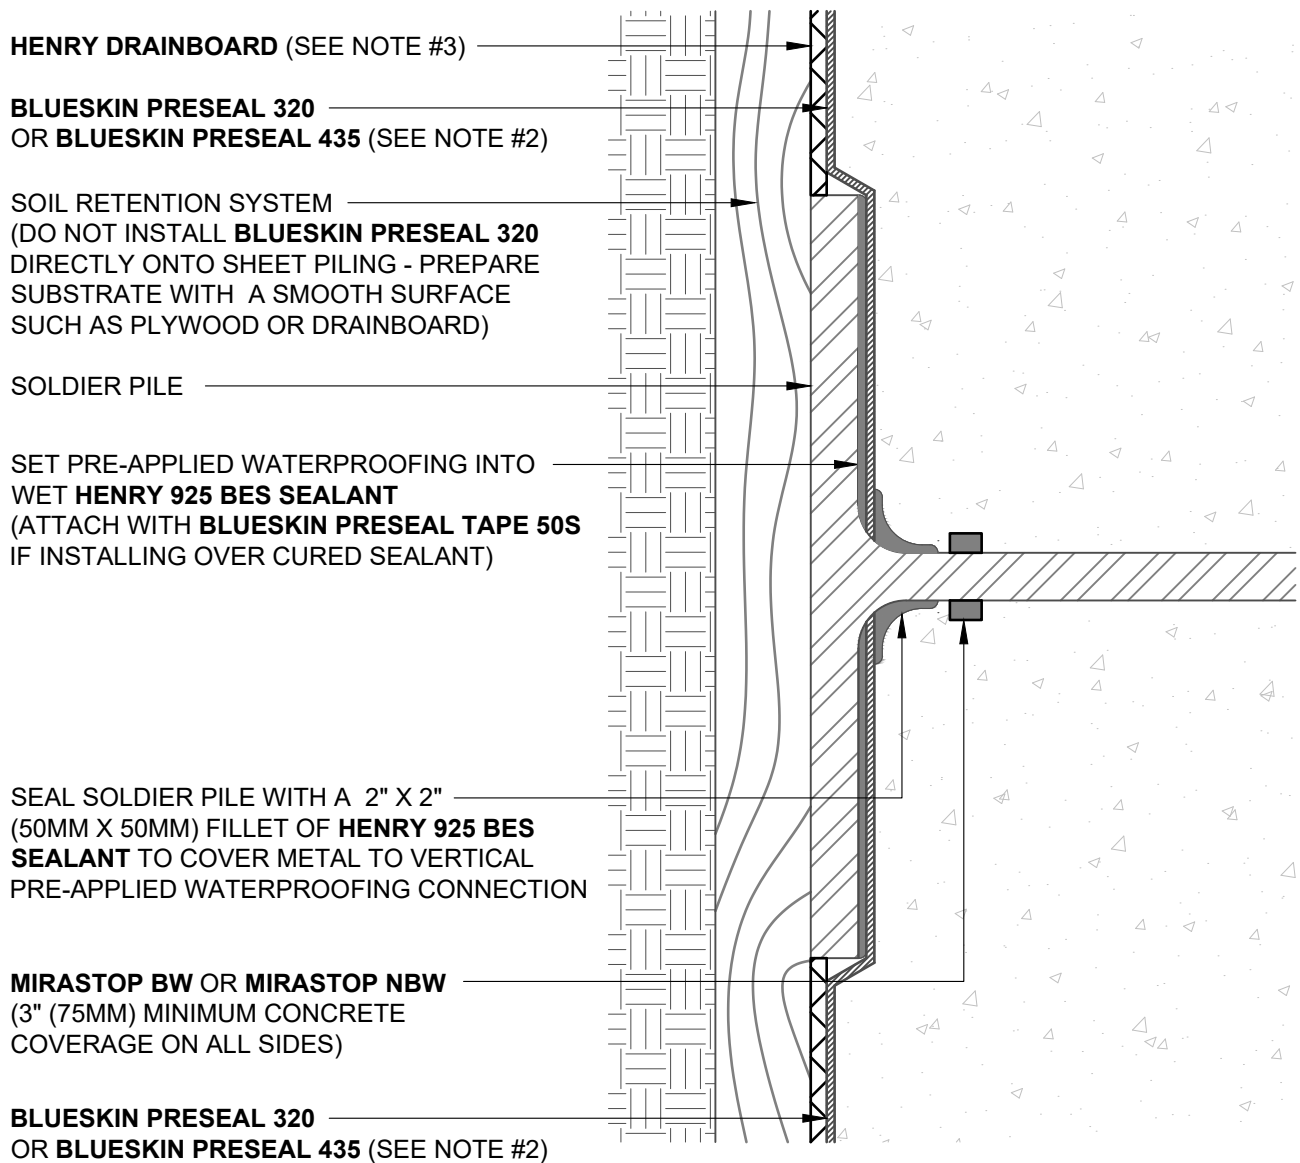 HENRY DRAINBOARD (SEE NOTE #3)
BLUESKIN PRESEAL 320
OR BLUESKIN PRESEAL 435 (SEE NOTE #2)
SOIL RETENTION SYSTEM
(DO NOT INSTALL BLUESKIN PRESEAL 320
DIRECTLY ONTO SHEET PILING - PREPARE
SUBSTRATE WITH A SMOOTH SURFACE
SUCH AS PLYWOOD OR DRAINBOARD)
SOLDIER PILE
SET PRE-APPLIED WATERPROOFING INTO
WET HENRY 925 BES SEALANT
(ATTACH WITH BLUESKIN PRESEAL TAPE 50S
IF INSTALLING OVER CURED SEALANT)
SEAL SOLDIER PILE WITH A 2" X 2"
(50MM X 50MM) FILLET OF HENRY 925 BES
SEALANT TO COVER METAL TO VERTICAL
PRE-APPLIED WATERPROOFING CONNECTION
MIRASTOP BW OR MIRASTOP NBW
(3" (75MM) MINIMUM CONCRETE
COVERAGE ON ALL SIDES)
BLUESKIN PRESEAL 320
OR BLUESKIN PRESEAL 435 (SEE NOTE #2)